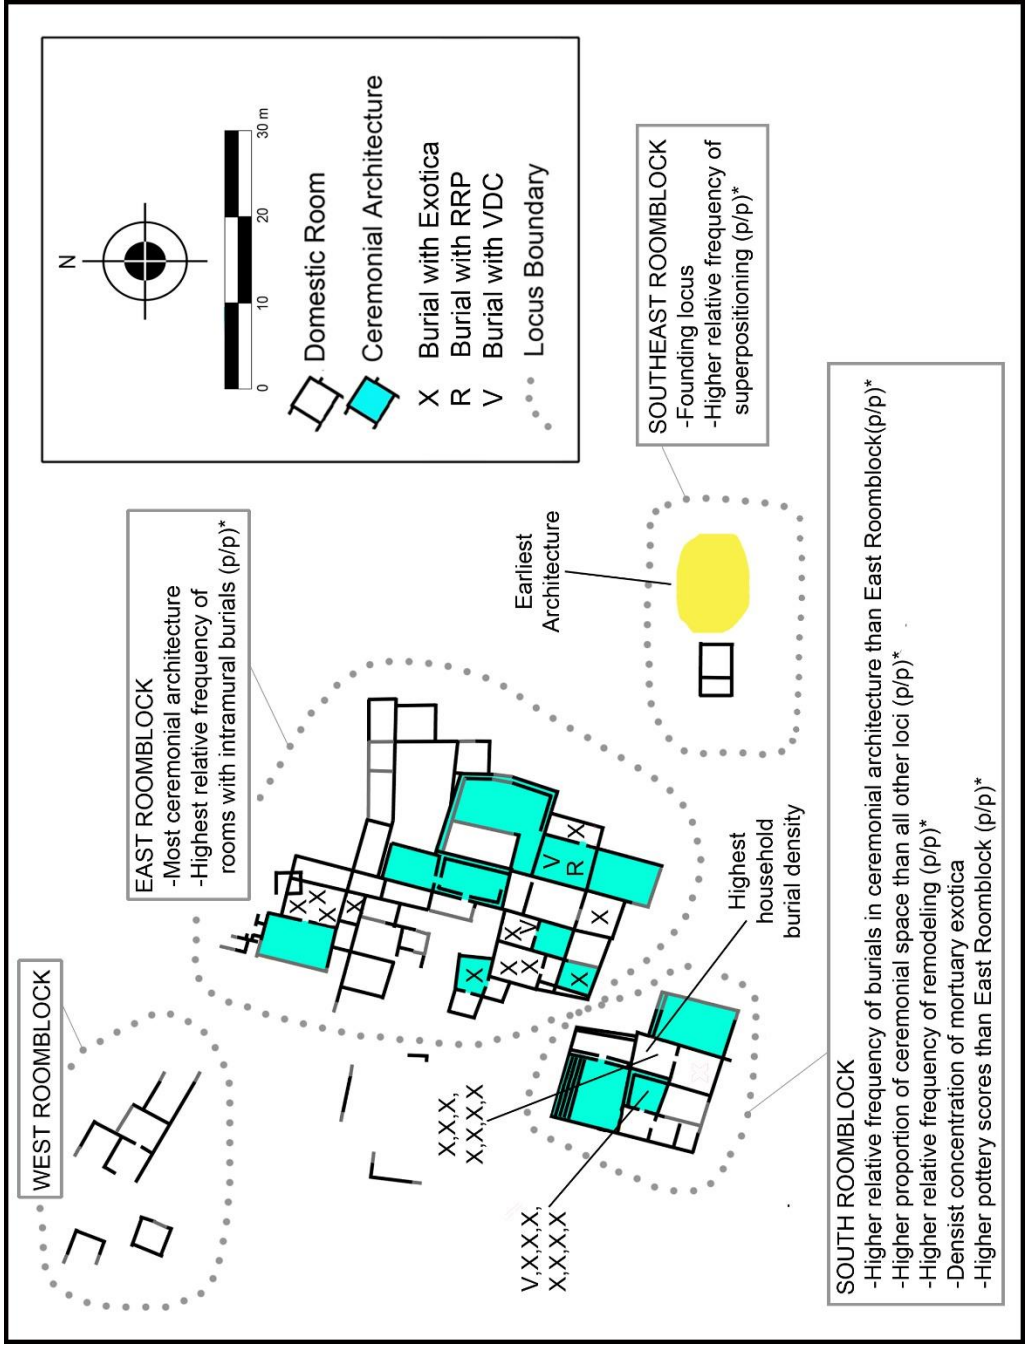 WEST ROOMBLOCK
EAST ROOMBLOCK
-Most ceremonial architecture
-Highest relative frequency of
rooms with intramural burials (p/p)*
N
0
10
20
30 m
Domestic Room
Ceremonial Architecture
X Burial with Exotica
R Burial with RRP
V Burial with VDC
Locus Boundary
X
X
X
X
X
X
V
X
X
X
X
V
R
X
X
X,X,X,
X,X,X,X
V,X,X,X,
X,X,X,X
Highest
household
burial density
Earliest
Architecture
SOUTHEAST ROOMBLOCK
-Founding locus
-Higher relative frequency of
superpositioning (p/p)*
SOUTH ROOMBLOCK
-Higher relative frequency of burials in ceremonial architecture than East Roomblock(p/p)*
-Higher proportion of ceremonial space than all other loci (p/p)*
-Higher relative frequency of remodeling (p/p)*
-Densist concentration of mortuary exotica
-Higher pottery scores than East Roomblock (p/p)*